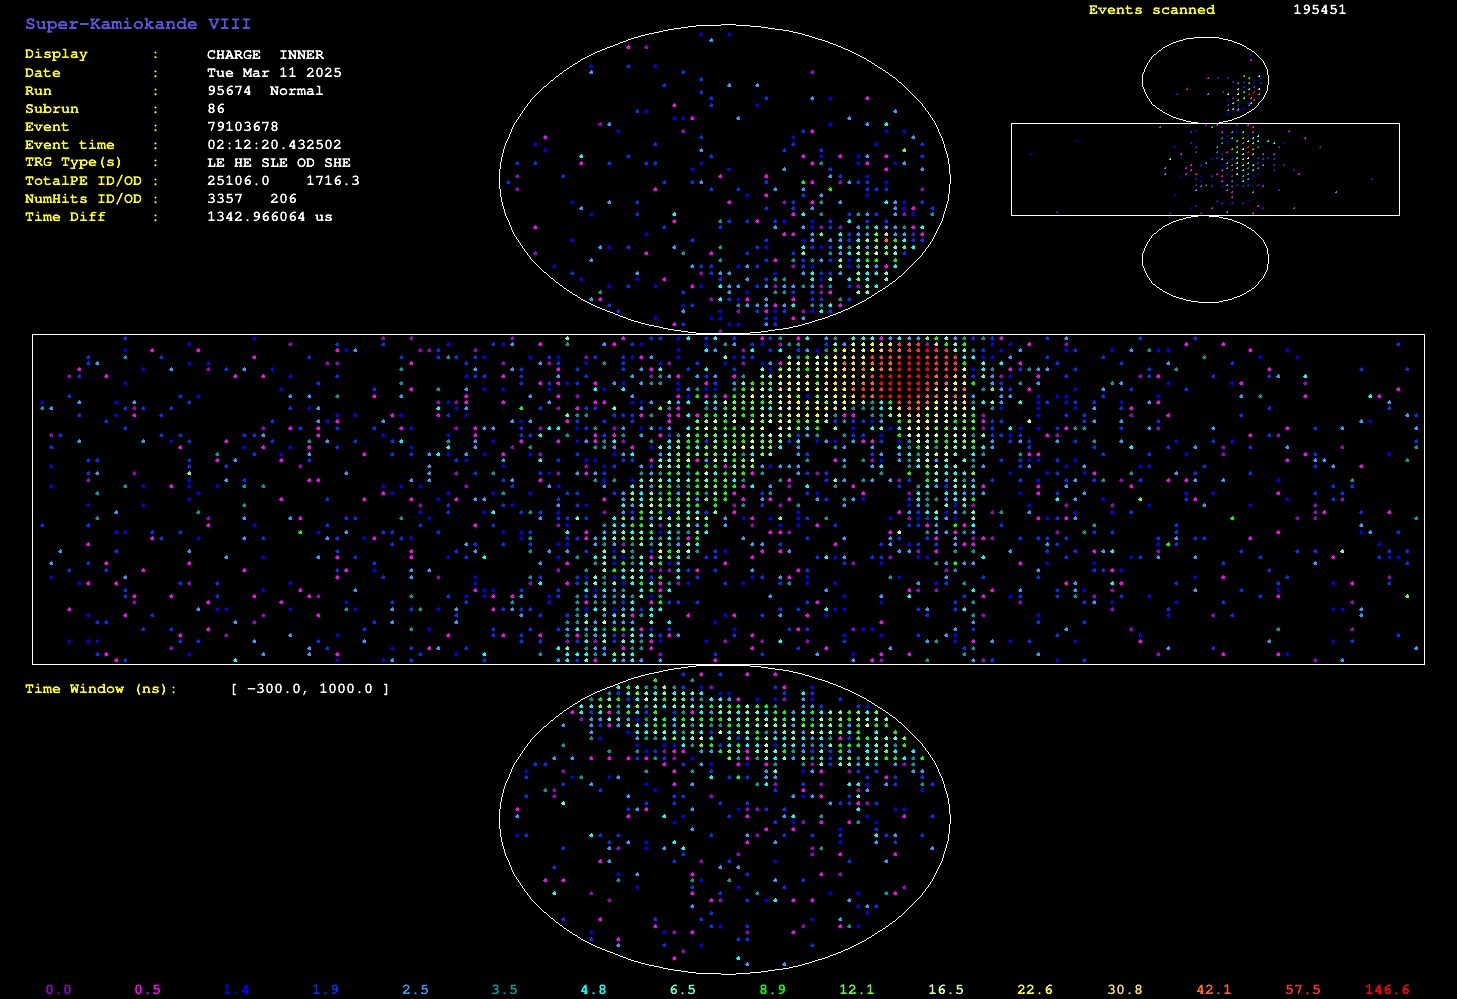 Super-Kamiokande VIII
Events scanned 195451
Display : CHARGE INNER
Date : Tue Mar 11 2025
Run : 95674 Normal
Subrun : 86
Event : 79103678
Event time : 02:12:20.432502
TRG Type(s) : LE HE SLE OD SHE
TotalPE ID/OD : 25106.0 1716.3
NumHits ID/OD : 3357 206
Time Diff : 1342.966064 us
Time Window (ns): [ -300.0, 1000.0 ]
0.0 0.5 1.4 1.9 2.5 3.5 4.8 6.5 8.9 12.1 16.5 22.6 30.8 42.1 57.5 146.6